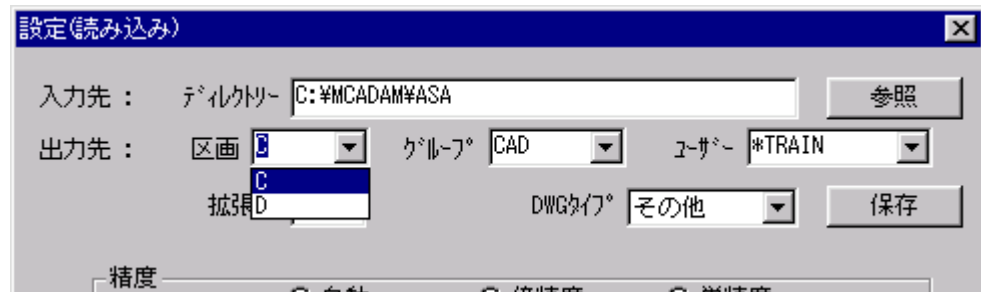 設定(読み込み)
入力先： ﾃﾞｨﾚｸﾄﾘｰ C:¥MCADAM¥ASA 参照
出力先： 区画 C ｸﾞﾙｰﾌﾟ CAD ﾕｰｻﾞｰ *TRAIN
C
拡張 D DWGﾀｲﾌﾟ その他 保存
精度